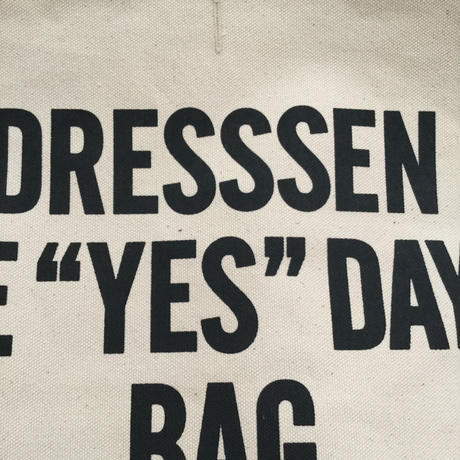 DRESSSEN
E “YES” DAY
BAG